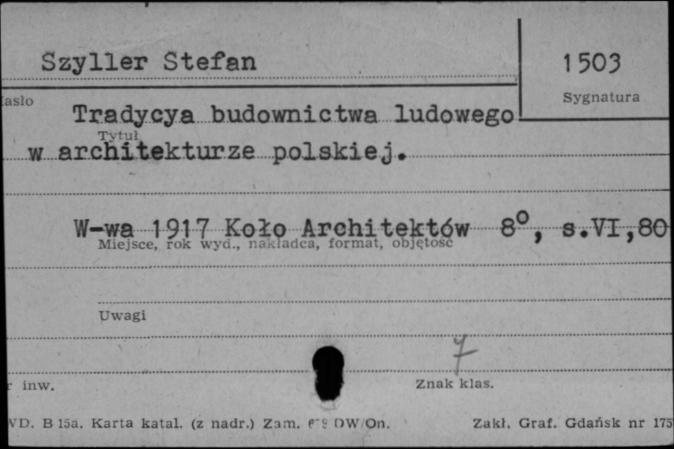 Szyller Stefan
1503
Sygnatura
asło
Tradycya budownictwa ludowego
Tytuł
w architekturze polskiej.
W-wa 1917 Koło Architektów 8°, s.VI,80
Miejsce, rok wyd., nakładca, format, objętość
Uwagi
7
r inw.
Znak klas.
D. B 15a. Karta katal. (z nadr.) Zam. DW/On.
Zakł. Graf. Gdańsk nr 175